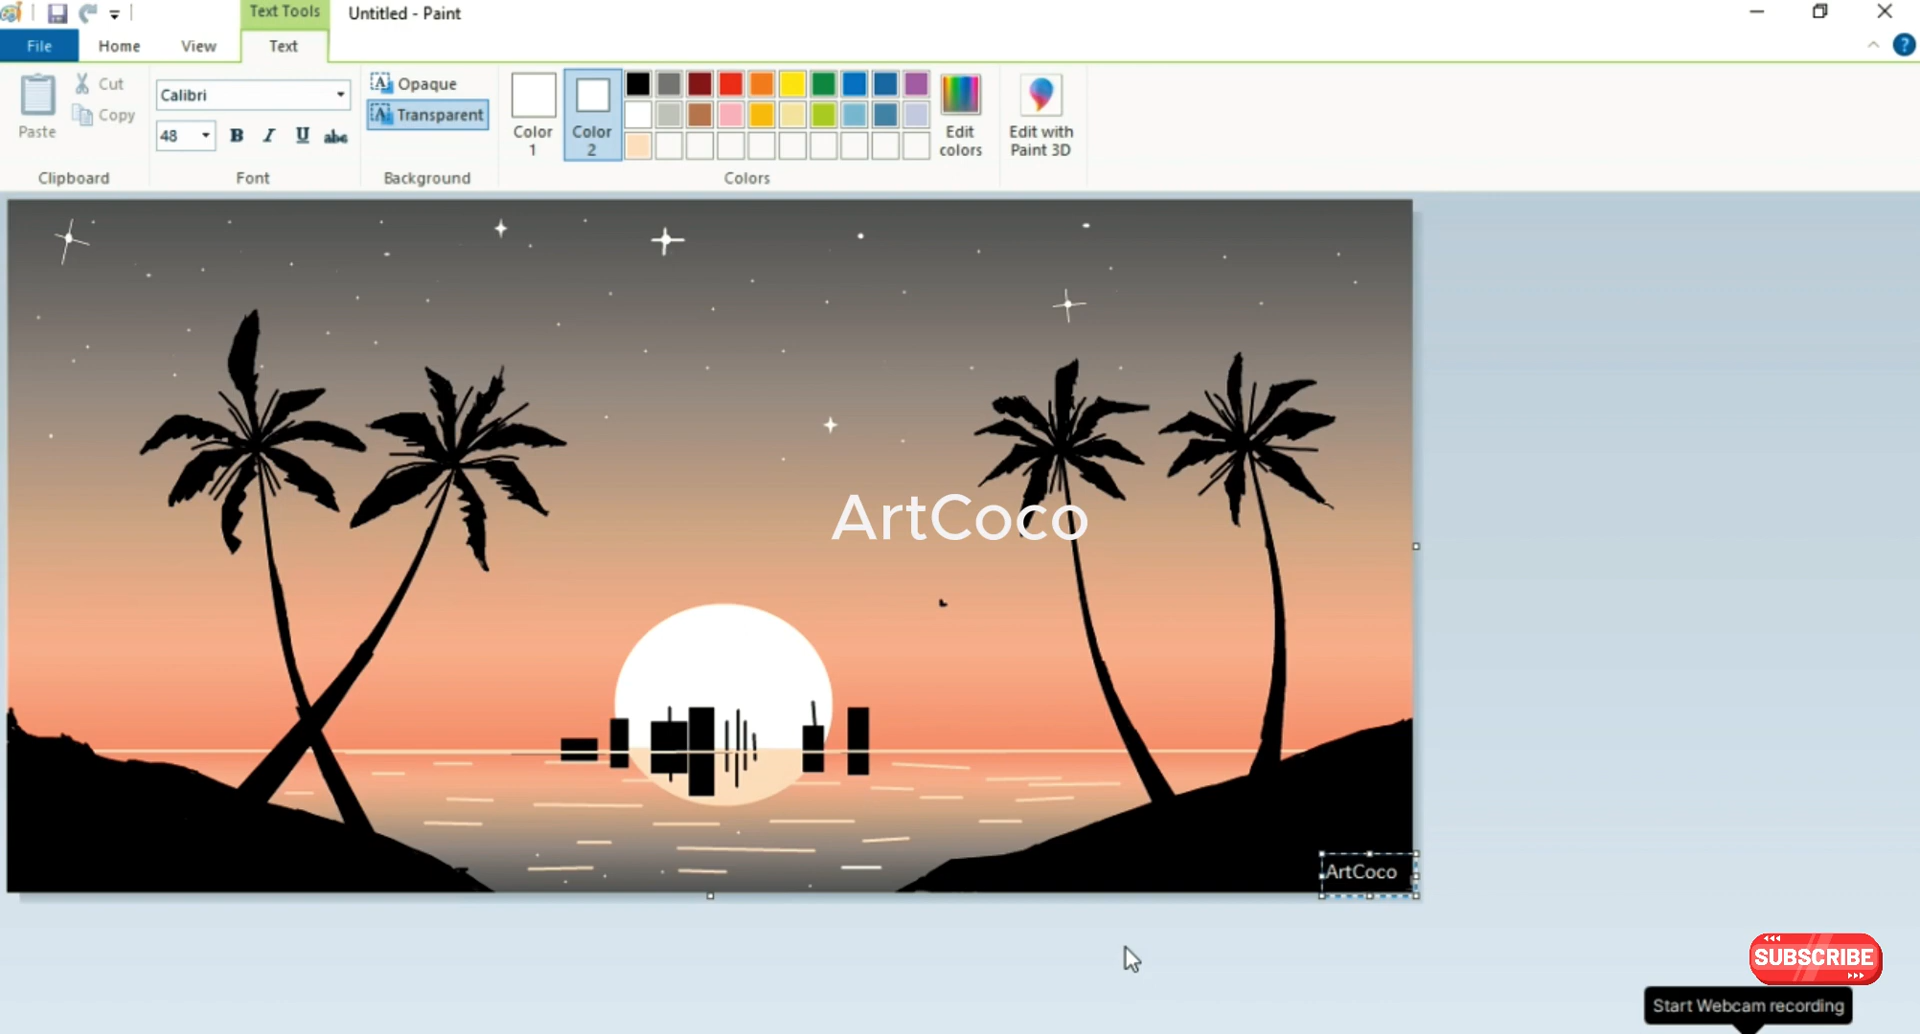 Text Tools
Untitled - Paint
File
Home
View
Text
Paste
Cut
Copy
Clipboard
Calibri
48
B I U abc
Font
Opaque
Transparent
Background
Color 1
Color 2
Edit colors
Colors
Edit with Paint 3D
ArtCoco
ArtCoco
SUBSCRIBE
Start Webcam recording